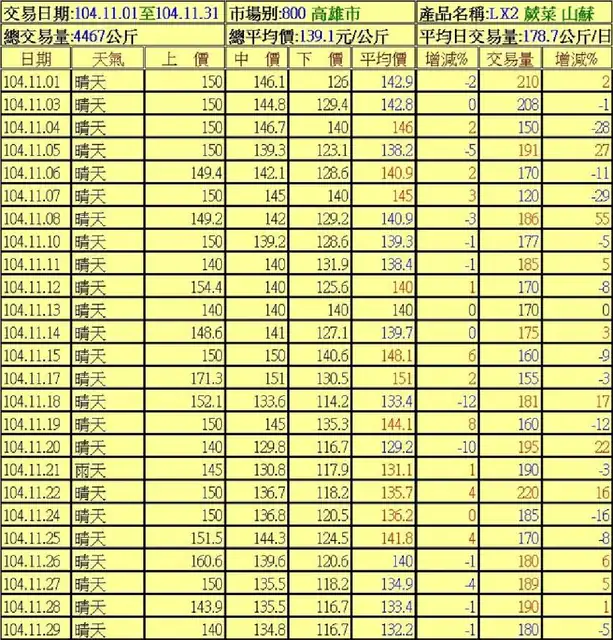 交易日期:104.11.01至104.11.31 市場別:800 高雄市 產品名稱:LX2 蕨菜 山蘇
總交易量:4467公斤 總平均價:139.1元/公斤 平均日交易量:178.7公斤/日
日期 天氣 上 價 中 價 下 價 平均價 增減% 交易量 增減%
104.11.01 晴天 150 146.1 126 142.9 -2 210 2
104.11.03 晴天 150 144.8 129.4 142.8 0 208 -1
104.11.04 晴天 150 146.7 140 146 2 150 -28
104.11.05 晴天 150 139.3 123.1 138.2 -5 191 27
104.11.06 晴天 149.4 142.1 128.6 140.9 2 170 -11
104.11.07 晴天 150 145 140 145 3 120 -29
104.11.08 晴天 149.2 142 129.2 140.9 -3 186 55
104.11.10 晴天 150 139.2 128.6 139.3 -1 177 -5
104.11.11 晴天 140 140 131.9 138.4 -1 185 5
104.11.12 晴天 154.4 140 125.6 140 1 170 -8
104.11.13 晴天 140 140 140 140 0 170 0
104.11.14 晴天 148.6 141 127.1 139.7 0 175 3
104.11.15 晴天 150 150 140.6 148.1 6 160 -9
104.11.17 晴天 171.3 151 130.5 151 2 155 -3
104.11.18 晴天 152.1 133.6 114.2 133.4 -12 181 17
104.11.19 晴天 150 145 135.3 144.1 8 160 -12
104.11.20 晴天 140 129.8 116.7 129.2 -10 195 22
104.11.21 雨天 145 130.8 117.9 131.1 1 190 -3
104.11.22 晴天 150 136.7 118.2 135.7 4 220 16
104.11.24 晴天 150 136.8 120.5 136.2 0 185 -16
104.11.25 晴天 151.5 144.3 124.5 141.8 4 170 -8
104.11.26 晴天 160.6 139.6 120.6 140 -1 180 6
104.11.27 晴天 150 135.5 118.2 134.9 -4 189 5
104.11.28 晴天 143.9 135.5 116.7 133.4 -1 190 1
104.11.29 晴天 140 134.8 116.7 132.2 -1 180 -5